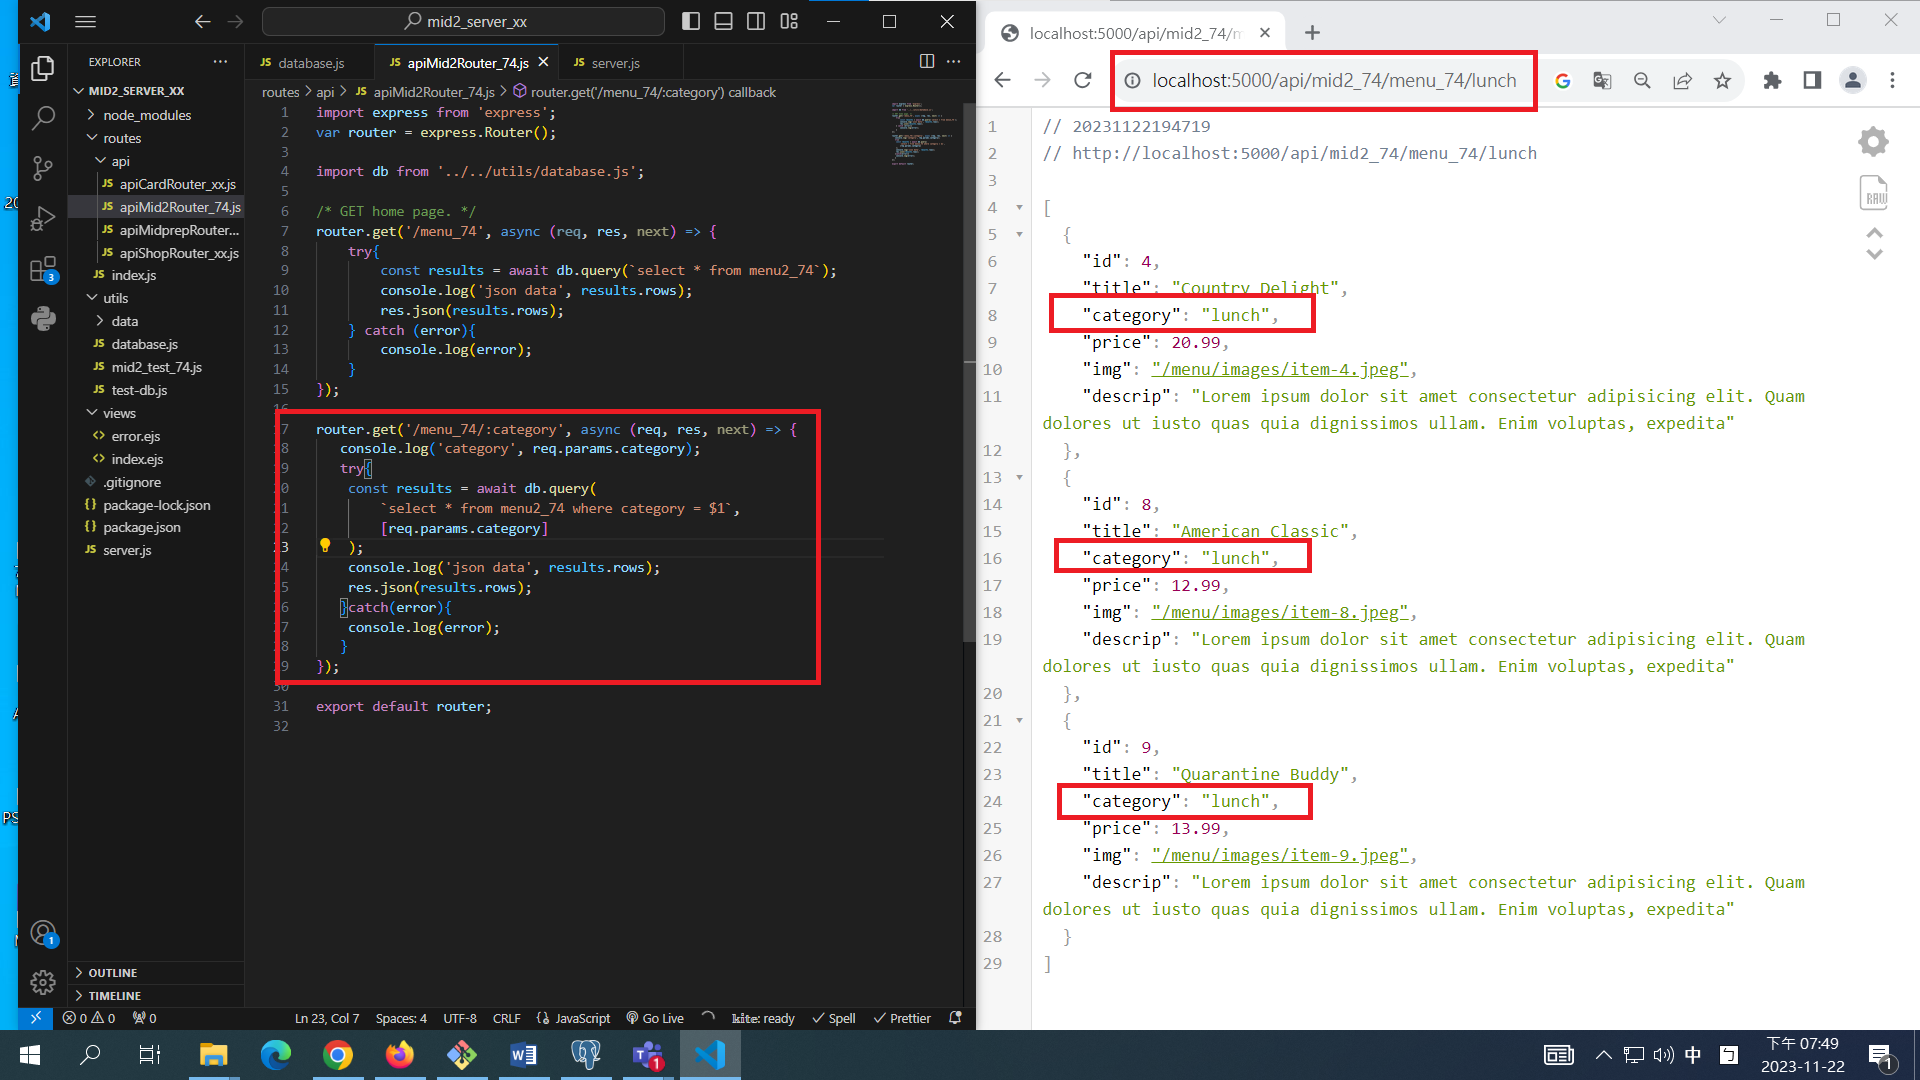 mid2_server_xx
EXPLORER
MID2_SERVER_XX
node_modules
routes
api
apiCardRouter_xx.js
apiMid2Router_74.js
apiMidprepRouter...
apiShopRouter_xx.js
index.js
utils
data
database.js
mid2_test_74.js
test-db.js
views
error.ejs
index.ejs
.gitignore
package-lock.json
package.json
server.js
OUTLINE
TIMELINE
database.js
apiMid2Router_74.js
server.js
routes > api > JS apiMid2Router_74.js > router.get('/menu_74/:category') callback
1 import express from 'express';
2 var router = express.Router();
3
4 import db from '../../utils/database.js';
5
6 /* GET home page. */
7 router.get('/menu_74', async (req, res, next) => {
8 try{
9 const results = await db.query(`select * from menu2_74`);
10 console.log('json data', results.rows);
11 res.json(results.rows);
12 } catch (error){
13 console.log(error);
14 }
15 });
router.get('/menu_74/:category', async (req, res, next) => {
console.log('category', req.params.category);
try{
const results = await db.query(
`select * from menu2_74 where category = $1`,
[req.params.category]
);
console.log('json data', results.rows);
res.json(results.rows);
}catch(error){
console.log(error);
}
});
31 export default router;
32
0 0 0
Ln 23, Col 7 Spaces: 4 UTF-8 CRLF {} JavaScript Go Live kite: ready Spell Prettier
localhost:5000/api/mid2_74/m
localhost:5000/api/mid2_74/menu_74/lunch
1 // 20231122194719
2 // http://localhost:5000/api/mid2_74/menu_74/lunch
3
4 [
5 {
6 "id": 4,
7 "title": "Country Delight",
8 "category": "lunch",
9 "price": 20.99,
10 "img": "/menu/images/item-4.jpeg",
11 "descrip": "Lorem ipsum dolor sit amet consectetur adipisicing elit. Quam
dolores ut iusto quas quia dignissimos ullam. Enim voluptas, expedita"
12 },
13 {
14 "id": 8,
15 "title": "American Classic",
16 "category": "lunch",
17 "price": 12.99,
18 "img": "/menu/images/item-8.jpeg",
19 "descrip": "Lorem ipsum dolor sit amet consectetur adipisicing elit. Quam
dolores ut iusto quas quia dignissimos ullam. Enim voluptas, expedita"
20 },
21 {
22 "id": 9,
23 "title": "Quarantine Buddy",
24 "category": "lunch",
25 "price": 13.99,
26 "img": "/menu/images/item-9.jpeg",
27 "descrip": "Lorem ipsum dolor sit amet consectetur adipisicing elit. Quam
dolores ut iusto quas quia dignissimos ullam. Enim voluptas, expedita"
28 }
29 ]
RAW
中
下午 07:49
2023-11-22